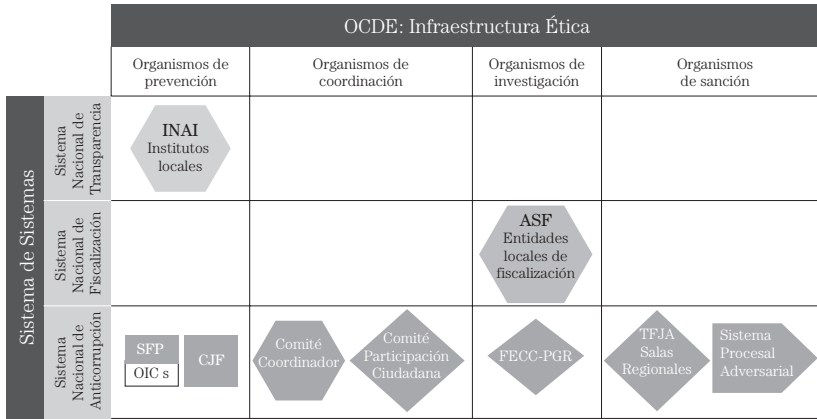 OCDE: Infraestructura Ética
Organismos de
prevención
Organismos de
coordinación
Organismos de
investigación
Organismos
de sanción
Sistema de Sistemas
Sistema
Nacional de
Transparencia
INAI
Institutos
locales
Sistema
Nacional de
Fiscalización
ASF
Entidades
locales de
fiscalización
Sistema
Nacional de
Anticorrupción
SFP
OIC s
CJF
Comité
Coordinador
Comité
Participación
Ciudadana
FECC-PGR
TFJA
Salas
Regionales
Sistema
Procesal
Adversarial